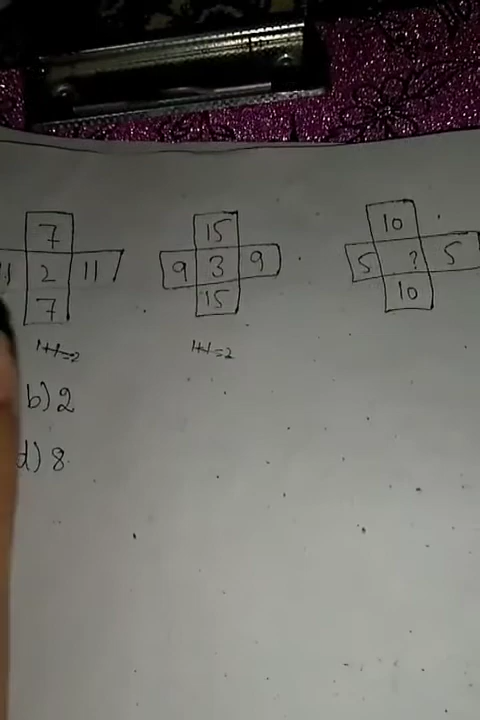 7 15 10
11 2 11 9 3 9 5 ? 5
7 15 10
1+1=2 1+1=2
b) 2
d) 8